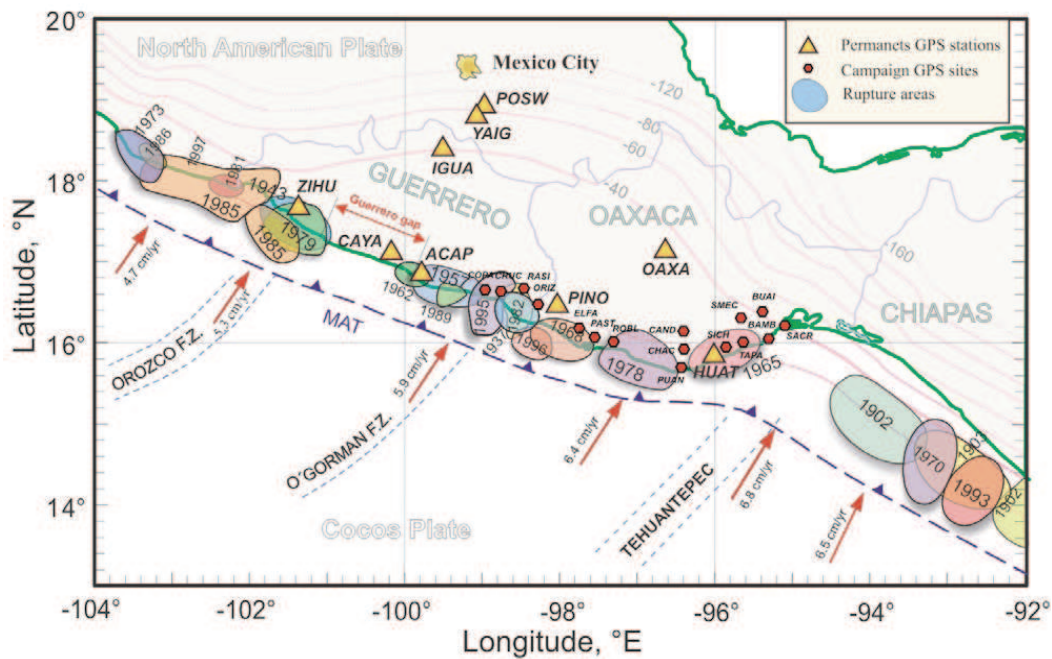 20°
18°
16°
14°
Latitude, °N
-104°
-102°
-100°
-98°
-96°
-94°
-92°
Longitude, °E
North American Plate
Mexico City
Permanets GPS stations
Campaign GPS sites
Rupture areas
POSW
YAIG
IGUA
-120
-80
-60
-40
-160
1973
1986
1997
1981
1943
1985
ZIHU
1979
1985
GUERRERO
Guerrero gap
OAXACA
CHIAPAS
CAYA
ACAP
OAXA
PINO
HUAT
1962
1957
1989
COPA
CRUC
RASI
ORIZ
1995
1982
1937
1996
1968
ELFA
PAST
ROBL
1978
CAND
CHAC
PUAN
SMEC
BUAI
SICH
BAMB
TAPA
SACR
1965
1902
1970
1903
1993
1902
MAT
4.7 cm/yr
5.3 cm/yr
5.9 cm/yr
6.4 cm/yr
6.8 cm/yr
6.5 cm/yr
OROZCO F.Z.
O'GORMAN F.Z.
TEHUANTEPEC
Cocos Plate